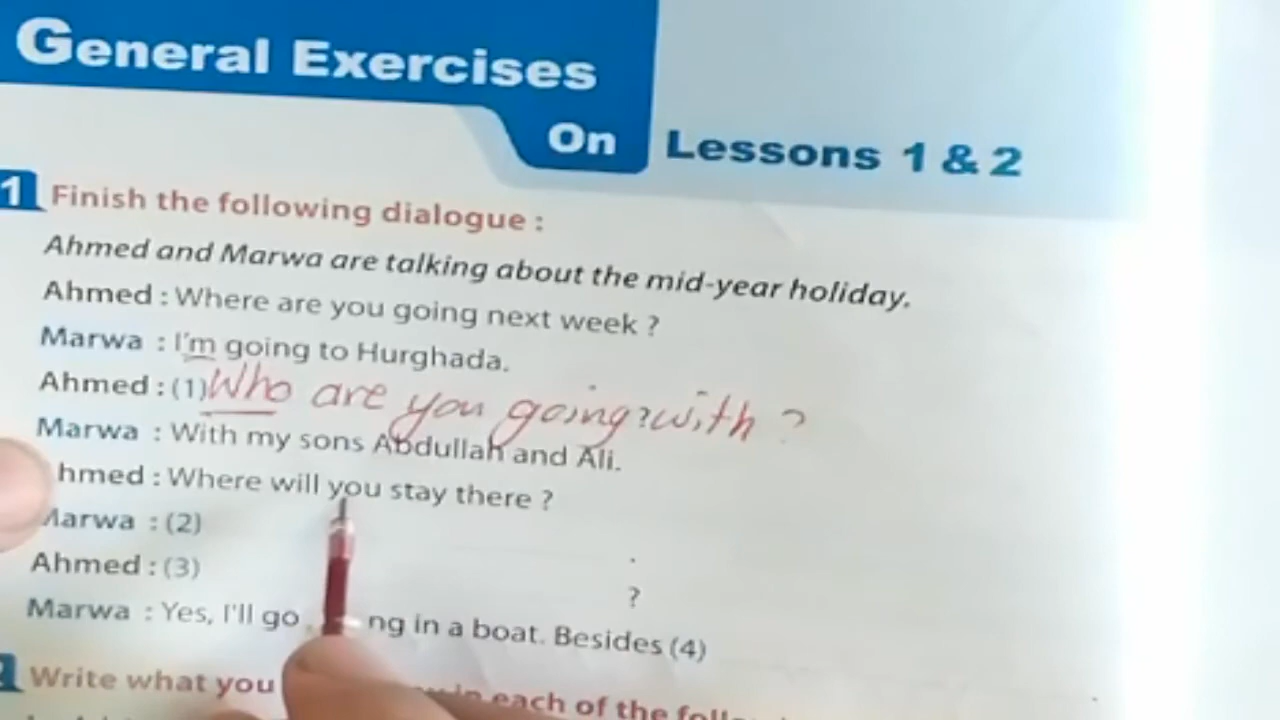 General Exercises
On Lessons 1 & 2
1 Finish the following dialogue :
Ahmed and Marwa are talking about the mid-year holiday.
Ahmed : Where are you going next week ?
Marwa : I'm going to Hurghada.
Ahmed : (1) Who are you going ? with ?
Marwa : With my sons Abdullah and Ali.
hmed : Where will you stay there ?
Marwa : (2) .
Ahmed : (3) ?
Marwa : Yes, I'll go ng in a boat. Besides (4)
Write what you in each of the